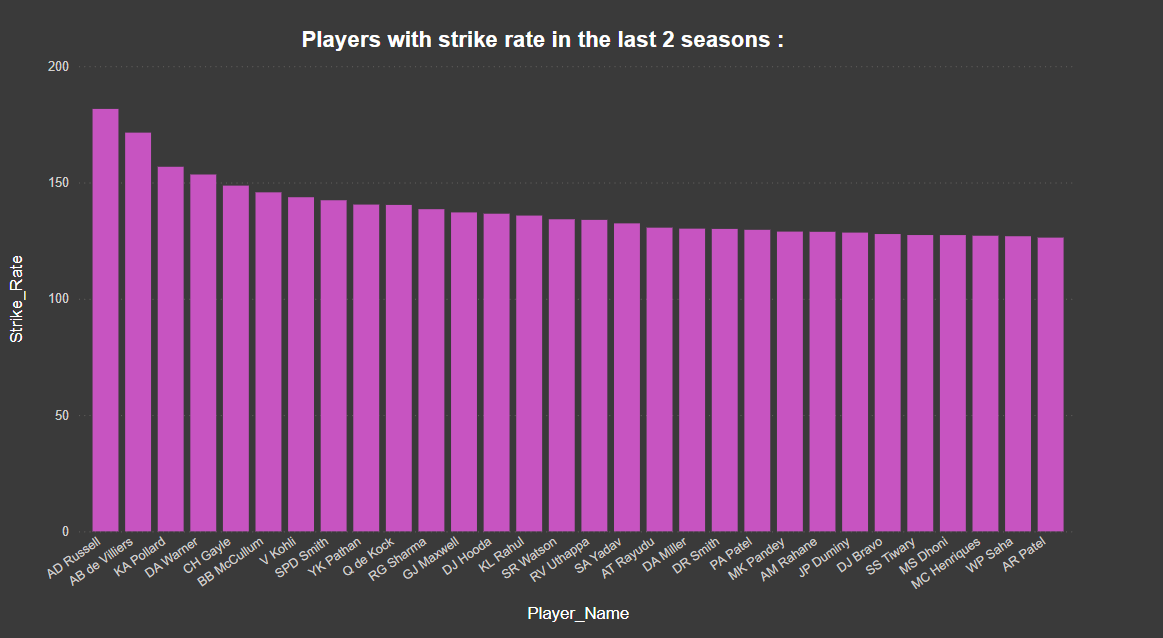 Players with strike rate in the last 2 seasons :
200
150
100
50
0
Strike_Rate
AD Russell
AB de Villiers
KA Pollard
DA Warner
CH Gayle
BB McCullum
V Kohli
SPD Smith
YK Pathan
Q de Kock
RG Sharma
GJ Maxwell
DJ Hooda
KL Rahul
SR Watson
RV Uthappa
SA Yadav
AT Rayudu
DA Miller
DR Smith
PA Patel
MK Pandey
AM Rahane
JP Duminy
DJ Bravo
SS Tiwary
MS Dhoni
MC Henriques
WP Saha
AR Patel
Player_Name